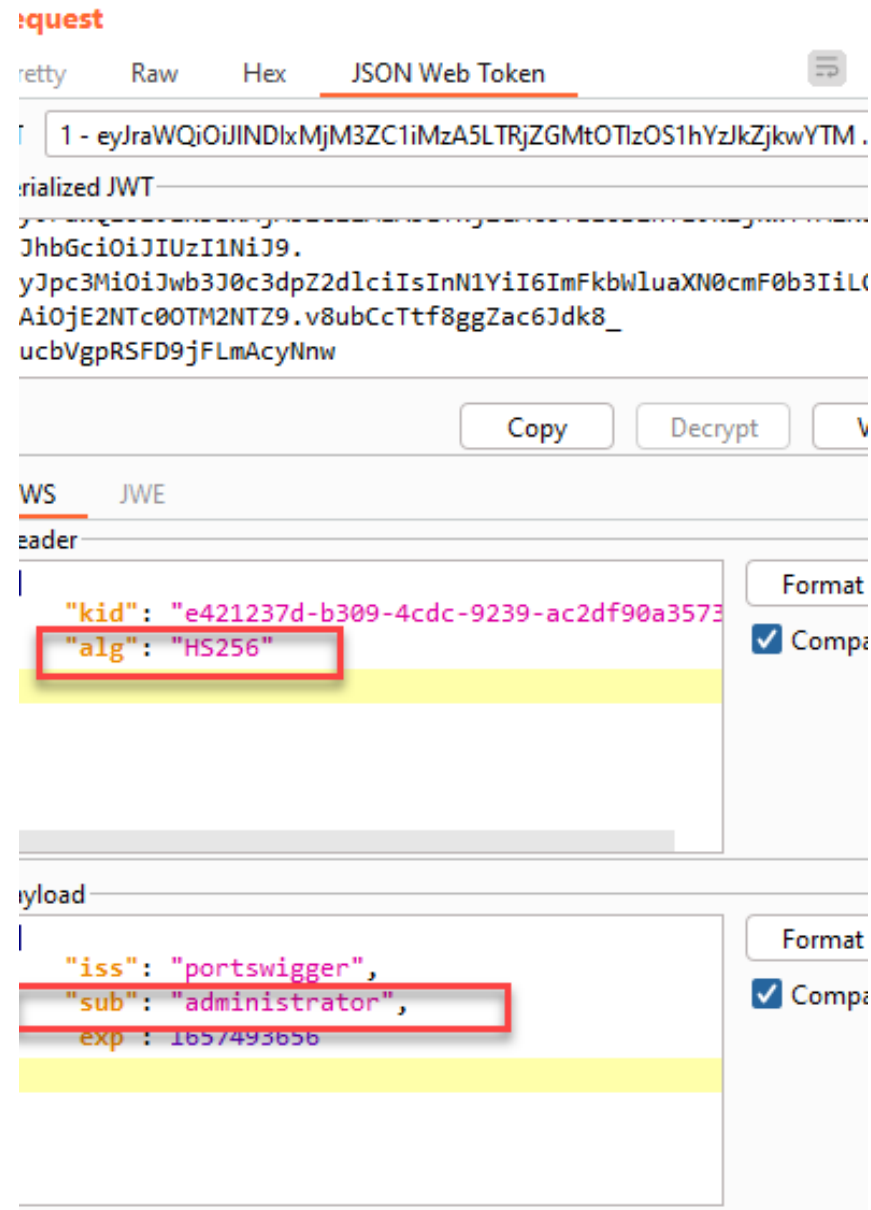 equest
retty Raw Hex JSON Web Token
T 1 - eyJraWQiOiJlNDIxMjM3ZC1iMzA5LTRjZGMtOTIzOS1hYzJkZjkwYTM ...
erialized JWT
JhbGciOiJIUzI1NiJ9.
yJpc3MiOiJwb3J0c3dpZ2dlciIsInN1YiI6ImFkbWluaXN0cmF0b3IiLC
AiOjE2NTc0OTM2NTZ9.v8ubCcTtf8ggZac6Jdk8_
ucbVgpRSFD9jFLmAcyNnw
Copy Decrypt V
WS JWE
eader
"kid": "e421237d-b309-4cdc-9239-ac2df90a3573
"alg": "HS256"
Format
Compa
yload
"iss": "portswigger",
"sub": "administrator",
exp : 1657493656
Format
Compa